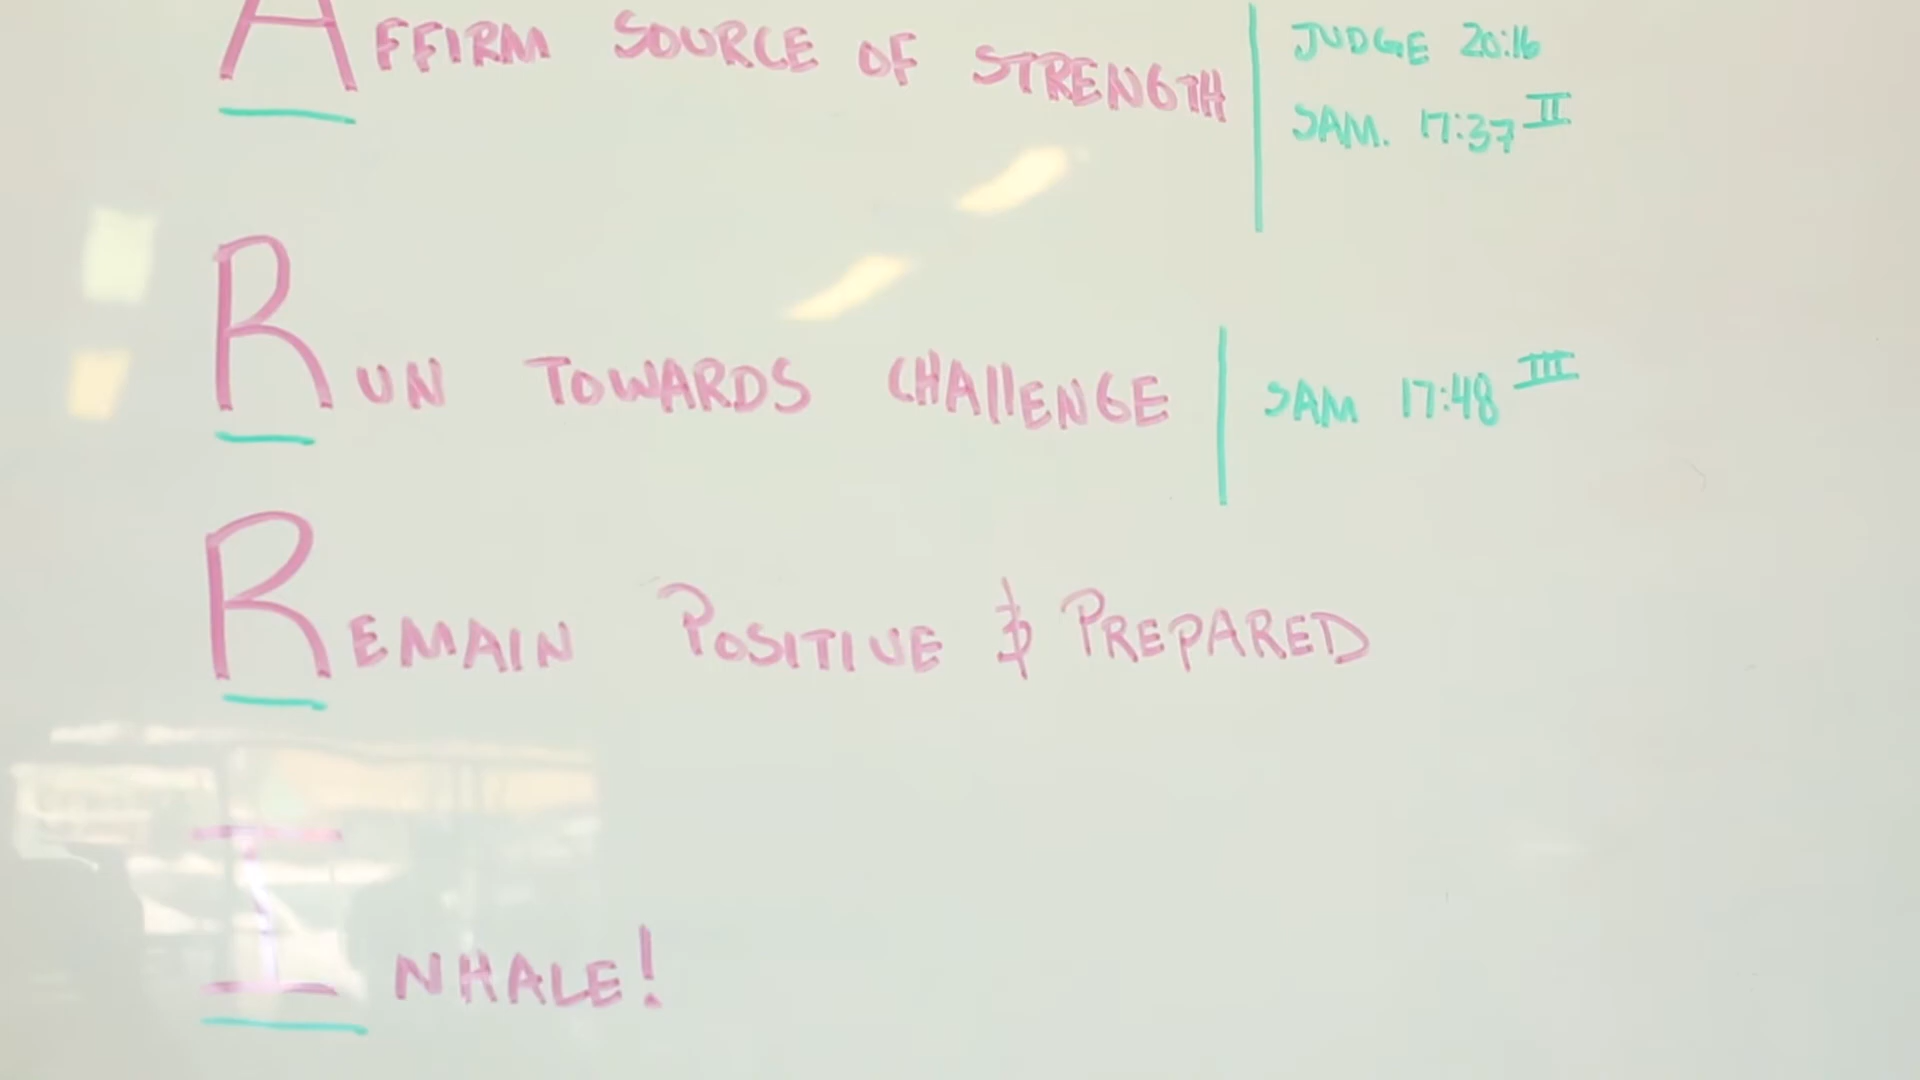 AFFIRM SOURCE OF STRENGTH
JUDGE 20:16
SAM. 17:37 II
RUN TOWARDS CHAllENGE
SAM 17:48 III
REMAIN POSITIVE & PREPARED
INHALE!